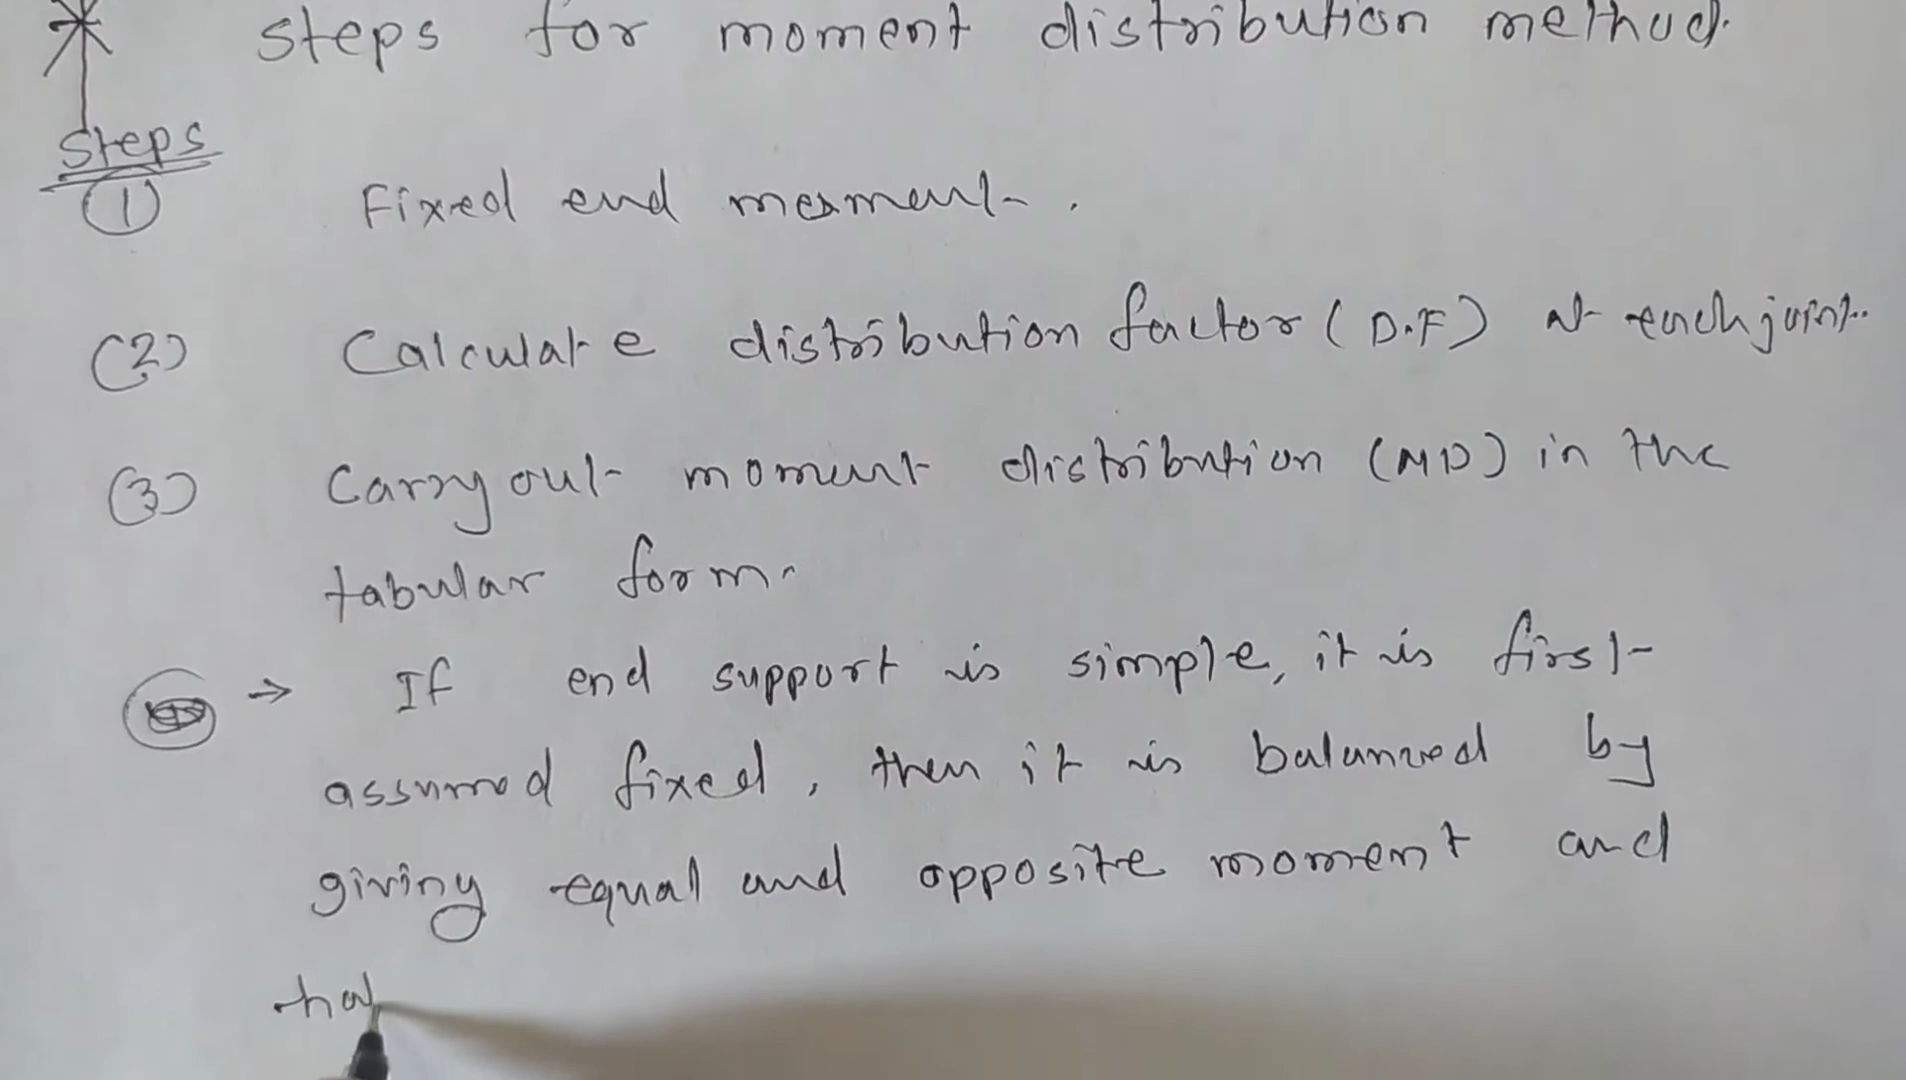 steps for moment distribution method.
Steps
(1) Fixed end moment.
(2) Calculate distribution factor (D.F) at each joint.
(3) Carry out moment distribution (MD) in the
tabular form.
→ If end support is simple, it is first
assumed fixed, then it is balanced by
giving equal and opposite moment and